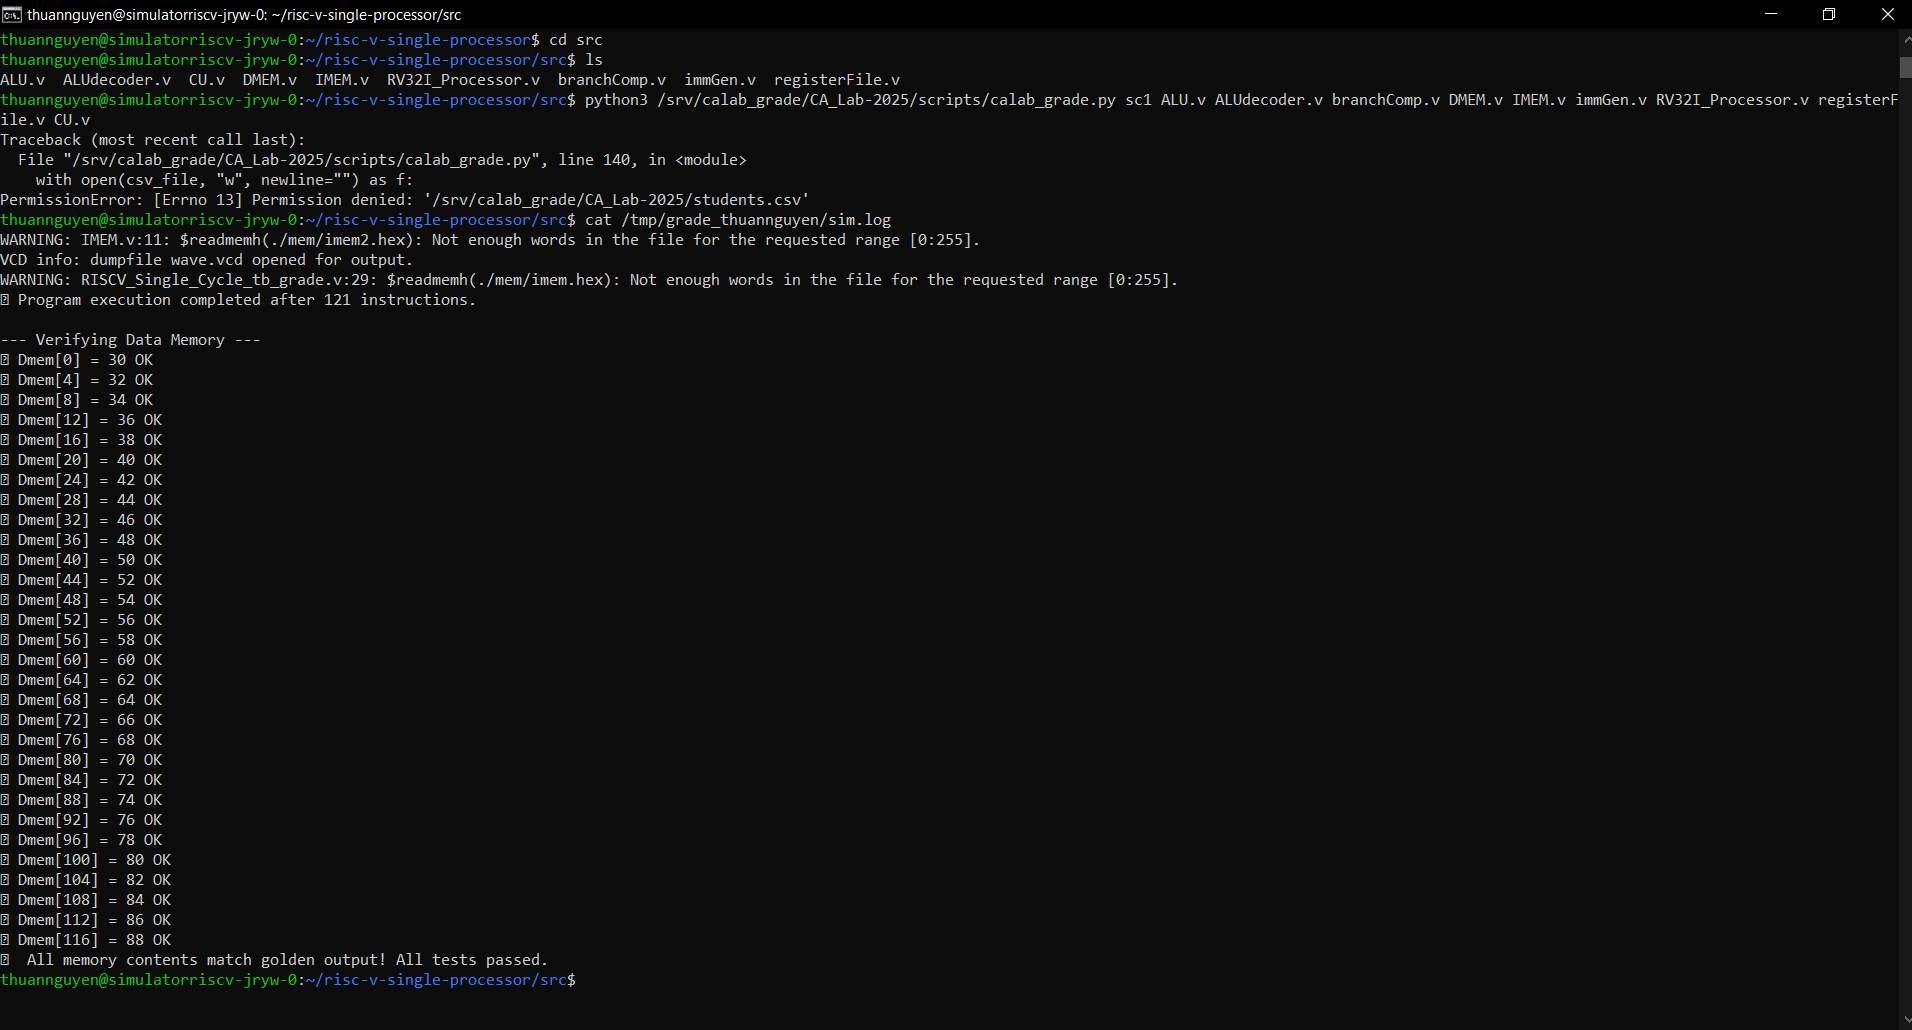 thuannguyen@simulatorriscv-jryw-0: ~/risc-v-single-processor/src
thuannguyen@simulatorriscv-jryw-0:~/risc-v-single-processor$ cd src
thuannguyen@simulatorriscv-jryw-0:~/risc-v-single-processor/src$ ls
ALU.v  ALUdecoder.v  CU.v  DMEM.v  IMEM.v  RV32I_Processor.v  branchComp.v  immGen.v  registerFile.v
thuannguyen@simulatorriscv-jryw-0:~/risc-v-single-processor/src$ python3 /srv/calab_grade/CA_Lab-2025/scripts/calab_grade.py sc1 ALU.v ALUdecoder.v branchComp.v DMEM.v IMEM.v immGen.v RV32I_Processor.v registerF
ile.v CU.v
Traceback (most recent call last):
  File "/srv/calab_grade/CA_Lab-2025/scripts/calab_grade.py", line 140, in <module>
    with open(csv_file, "w", newline="") as f:
PermissionError: [Errno 13] Permission denied: '/srv/calab_grade/CA_Lab-2025/students.csv'
thuannguyen@simulatorriscv-jryw-0:~/risc-v-single-processor/src$ cat /tmp/grade_thuannguyen/sim.log
WARNING: IMEM.v:11: $readmemh(./mem/imem2.hex): Not enough words in the file for the requested range [0:255].
VCD info: dumpfile wave.vcd opened for output.
WARNING: RISCV_Single_Cycle_tb_grade.v:29: $readmemh(./mem/imem.hex): Not enough words in the file for the requested range [0:255].
Program execution completed after 121 instructions.
--- Verifying Data Memory ---
Dmem[0] = 30 OK
Dmem[4] = 32 OK
Dmem[8] = 34 OK
Dmem[12] = 36 OK
Dmem[16] = 38 OK
Dmem[20] = 40 OK
Dmem[24] = 42 OK
Dmem[28] = 44 OK
Dmem[32] = 46 OK
Dmem[36] = 48 OK
Dmem[40] = 50 OK
Dmem[44] = 52 OK
Dmem[48] = 54 OK
Dmem[52] = 56 OK
Dmem[56] = 58 OK
Dmem[60] = 60 OK
Dmem[64] = 62 OK
Dmem[68] = 64 OK
Dmem[72] = 66 OK
Dmem[76] = 68 OK
Dmem[80] = 70 OK
Dmem[84] = 72 OK
Dmem[88] = 74 OK
Dmem[92] = 76 OK
Dmem[96] = 78 OK
Dmem[100] = 80 OK
Dmem[104] = 82 OK
Dmem[108] = 84 OK
Dmem[112] = 86 OK
Dmem[116] = 88 OK
All memory contents match golden output! All tests passed.
thuannguyen@simulatorriscv-jryw-0:~/risc-v-single-processor/src$